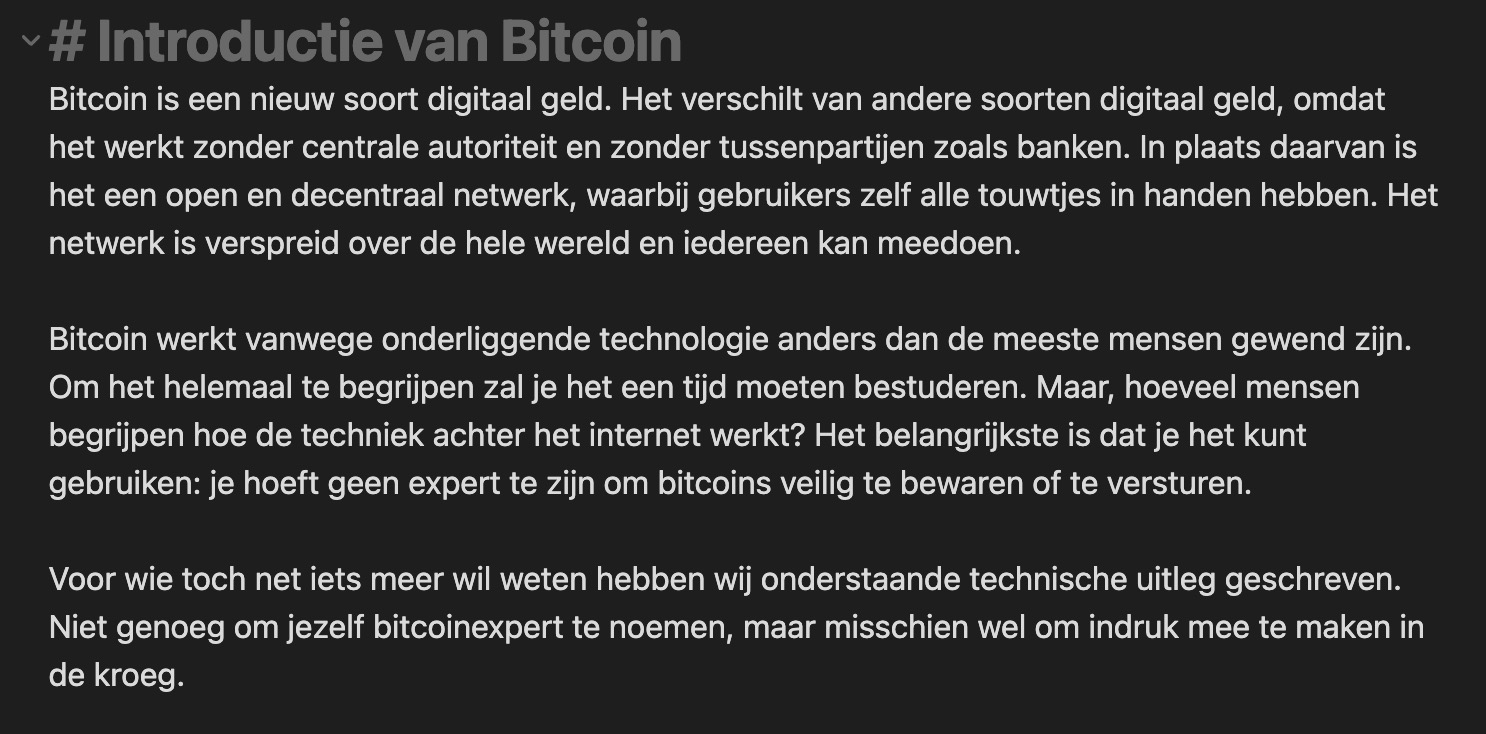 # Introductie van Bitcoin
Bitcoin is een nieuw soort digitaal geld. Het verschilt van andere soorten digitaal geld, omdat
het werkt zonder centrale autoriteit en zonder tussenpartijen zoals banken. In plaats daarvan is
het een open en decentraal netwerk, waarbij gebruikers zelf alle touwtjes in handen hebben. Het
netwerk is verspreid over de hele wereld en iedereen kan meedoen.
Bitcoin werkt vanwege onderliggende technologie anders dan de meeste mensen gewend zijn.
Om het helemaal te begrijpen zal je het een tijd moeten bestuderen. Maar, hoeveel mensen
begrijpen hoe de techniek achter het internet werkt? Het belangrijkste is dat je het kunt
gebruiken: je hoeft geen expert te zijn om bitcoins veilig te bewaren of te versturen.
Voor wie toch net iets meer wil weten hebben wij onderstaande technische uitleg geschreven.
Niet genoeg om jezelf bitcoinexpert te noemen, maar misschien wel om indruk mee te maken in
de kroeg.